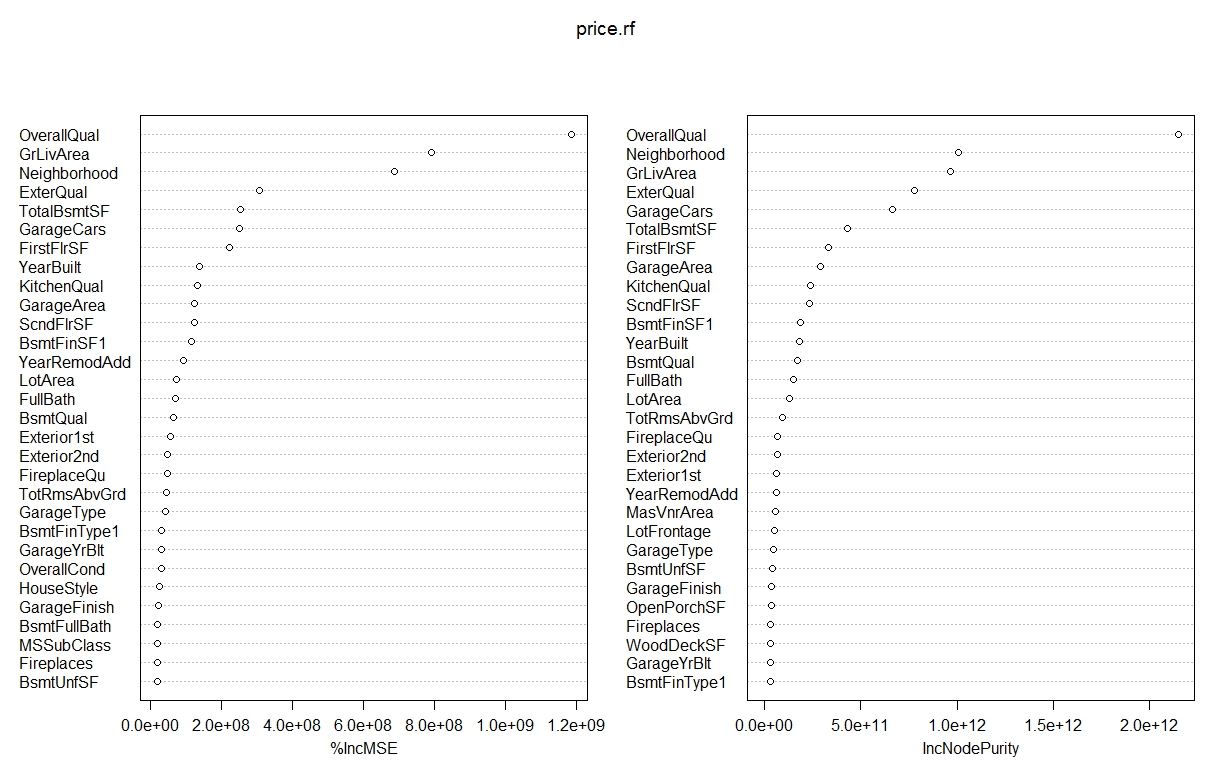 price.rf
OverallQual
GrLivArea
Neighborhood
ExterQual
TotalBsmtSF
GarageCars
FirstFlrSF
YearBuilt
KitchenQual
GarageArea
ScndFlrSF
BsmtFinSF1
YearRemodAdd
LotArea
FullBath
BsmtQual
Exterior1st
Exterior2nd
FireplaceQu
TotRmsAbvGrd
GarageType
BsmtFinType1
GarageYrBlt
OverallCond
HouseStyle
GarageFinish
BsmtFullBath
MSSubClass
Fireplaces
BsmtUnfSF
0.0e+00 2.0e+08 4.0e+08 6.0e+08 8.0e+08 1.0e+09 1.2e+09
%IncMSE
OverallQual
Neighborhood
GrLivArea
ExterQual
GarageCars
TotalBsmtSF
FirstFlrSF
GarageArea
KitchenQual
ScndFlrSF
BsmtFinSF1
YearBuilt
BsmtQual
FullBath
LotArea
TotRmsAbvGrd
FireplaceQu
Exterior2nd
Exterior1st
YearRemodAdd
MasVnrArea
LotFrontage
GarageType
BsmtUnfSF
GarageFinish
OpenPorchSF
Fireplaces
WoodDeckSF
GarageYrBlt
BsmtFinType1
0.0e+00 5.0e+11 1.0e+12 1.5e+12 2.0e+12
IncNodePurity